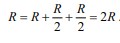 R = R + R/2 + R/2 = 2R .